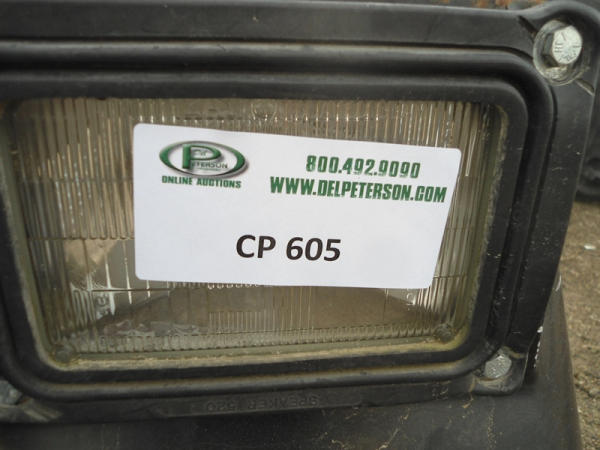 PETERSON
ONLINE AUCTIONS
800.492.9090
WWW.DELPETERSON.COM
CP 605